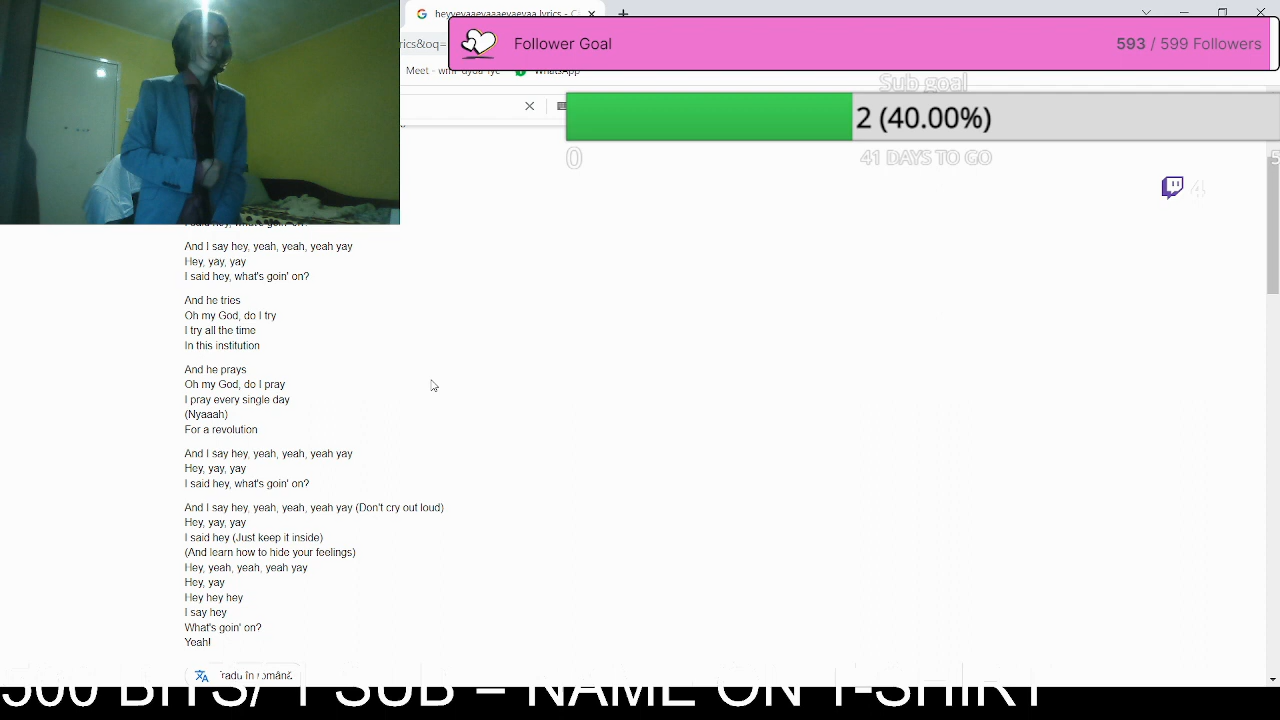 heyyeyaaeyaaaeyaeyaa lyrics -
Follower Goal
593 / 599 Followers
rics&oq=
Meet -
WhatsApp
Sub goal
2 (40.00%)
0
41 DAYS TO GO
5
4
And I say hey, yeah, yeah, yeah yay
Hey, yay, yay
I said hey, what's goin' on?
And he tries
Oh my God, do I try
I try all the time
In this institution
And he prays
Oh my God, do I pray
I pray every single day
(Nyaaah)
For a revolution
And I say hey, yeah, yeah, yeah yay
Hey, yay, yay
I said hey, what's goin' on?
And I say hey, yeah, yeah, yeah yay (Don't cry out loud)
Hey, yay, yay
I said hey (Just keep it inside)
(And learn how to hide your feelings)
Hey, yeah, yeah, yeah yay
Hey, yay
Hey hey hey
I say hey
What's goin' on?
Yeah!
Tradu în română
500 BITS/ 1 SUB = NAME ON T-SHIRT